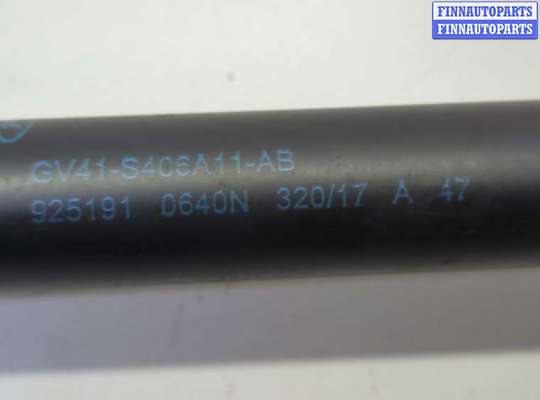 FINNAUTOPARTS
FINNAUTOPARTS
GV41-S406A11-AB
925191 0640N 320/17 A 47